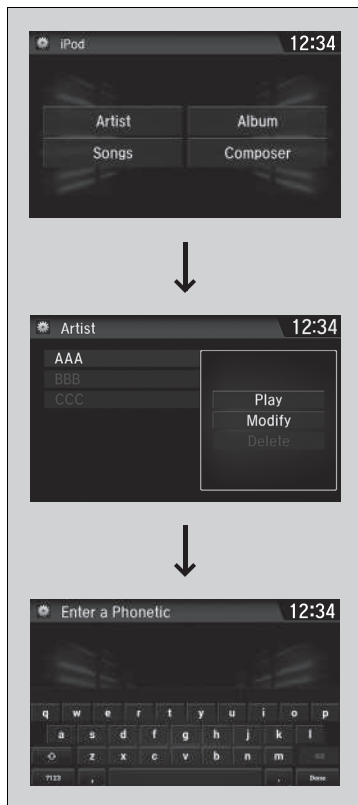 iPod 12:34
Artist Album
Songs Composer
Artist 12:34
AAA
BBB
CCC
Play
Modify
Delete
Enter a Phonetic 12:34
q w e r t y u i o p
a s d f g h j k l
z x c v b n m
?123 , . Done